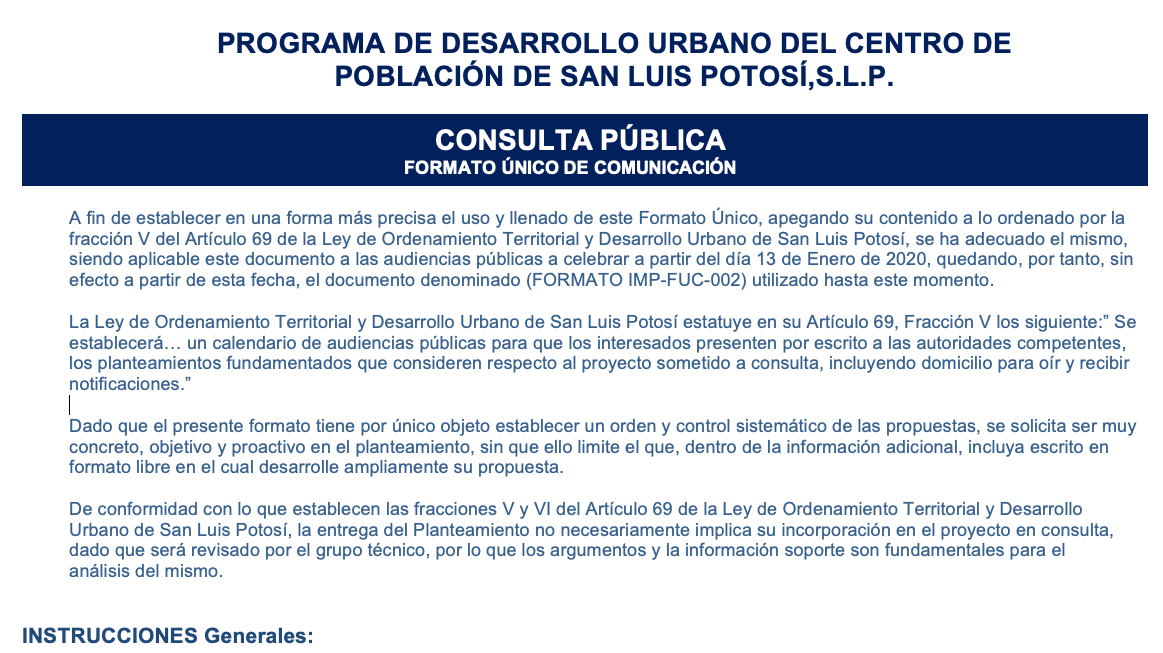 PROGRAMA DE DESARROLLO URBANO DEL CENTRO DE
POBLACIÓN DE SAN LUIS POTOSÍ,S.L.P.
CONSULTA PÚBLICA
FORMATO ÚNICO DE COMUNICACIÓN
A fin de establecer en una forma más precisa el uso y llenado de este Formato Único, apegando su contenido a lo ordenado por la
fracción V del Artículo 69 de la Ley de Ordenamiento Territorial y Desarrollo Urbano de San Luis Potosí, se ha adecuado el mismo,
siendo aplicable este documento a las audiencias públicas a celebrar a partir del día 13 de Enero de 2020, quedando, por tanto, sin
efecto a partir de esta fecha, el documento denominado (FORMATO IMP-FUC-002) utilizado hasta este momento.
La Ley de Ordenamiento Territorial y Desarrollo Urbano de San Luis Potosí estatuye en su Artículo 69, Fracción V los siguiente:” Se
establecerá… un calendario de audiencias públicas para que los interesados presenten por escrito a las autoridades competentes,
los planteamientos fundamentados que consideren respecto al proyecto sometido a consulta, incluyendo domicilio para oír y recibir
notificaciones.”
Dado que el presente formato tiene por único objeto establecer un orden y control sistemático de las propuestas, se solicita ser muy
concreto, objetivo y proactivo en el planteamiento, sin que ello limite el que, dentro de la información adicional, incluya escrito en
formato libre en el cual desarrolle ampliamente su propuesta.
De conformidad con lo que establecen las fracciones V y VI del Artículo 69 de la Ley de Ordenamiento Territorial y Desarrollo
Urbano de San Luis Potosí, la entrega del Planteamiento no necesariamente implica su incorporación en el proyecto en consulta,
dado que será revisado por el grupo técnico, por lo que los argumentos y la información soporte son fundamentales para el
análisis del mismo.
INSTRUCCIONES Generales: